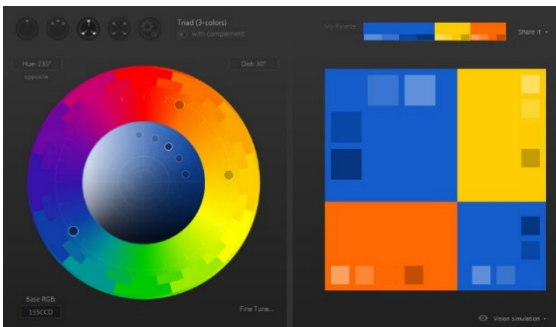 Triad (3-colors)
with complement
My Palette
Share it
Hue: 235°
Dist: 30°
opposite
Base RGB:
155CCD
Fine Tune...
Vision simulation